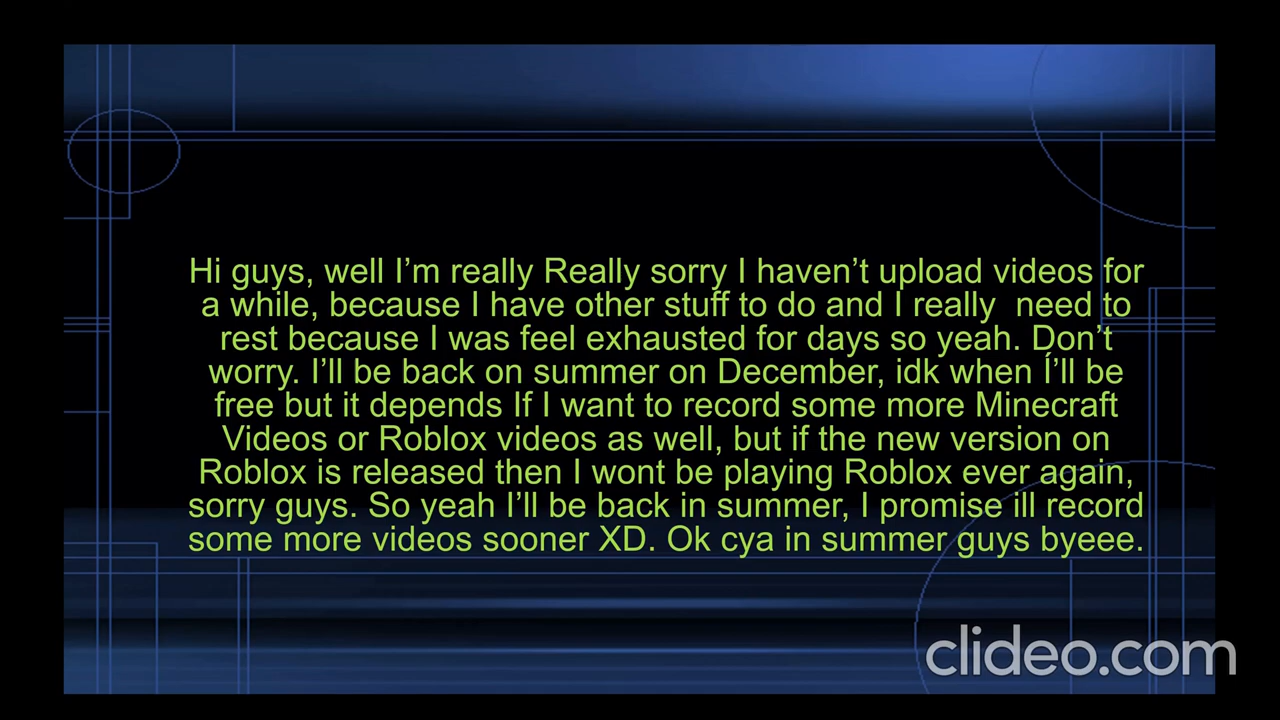 Hi guys, well I’m really Really sorry I haven’t upload videos for
a while, because I have other stuff to do and I really  need to
rest because I was feel exhausted for days so yeah. Don’t
worry. I’ll be back on summer on December, idk when Í’ll be
free but it depends If I want to record some more Minecraft
Videos or Roblox videos as well, but if the new version on
Roblox is released then I wont be playing Roblox ever again,
sorry guys. So yeah I’ll be back in summer, I promise ill record
some more videos sooner XD. Ok cya in summer guys byeee.
clideo.com